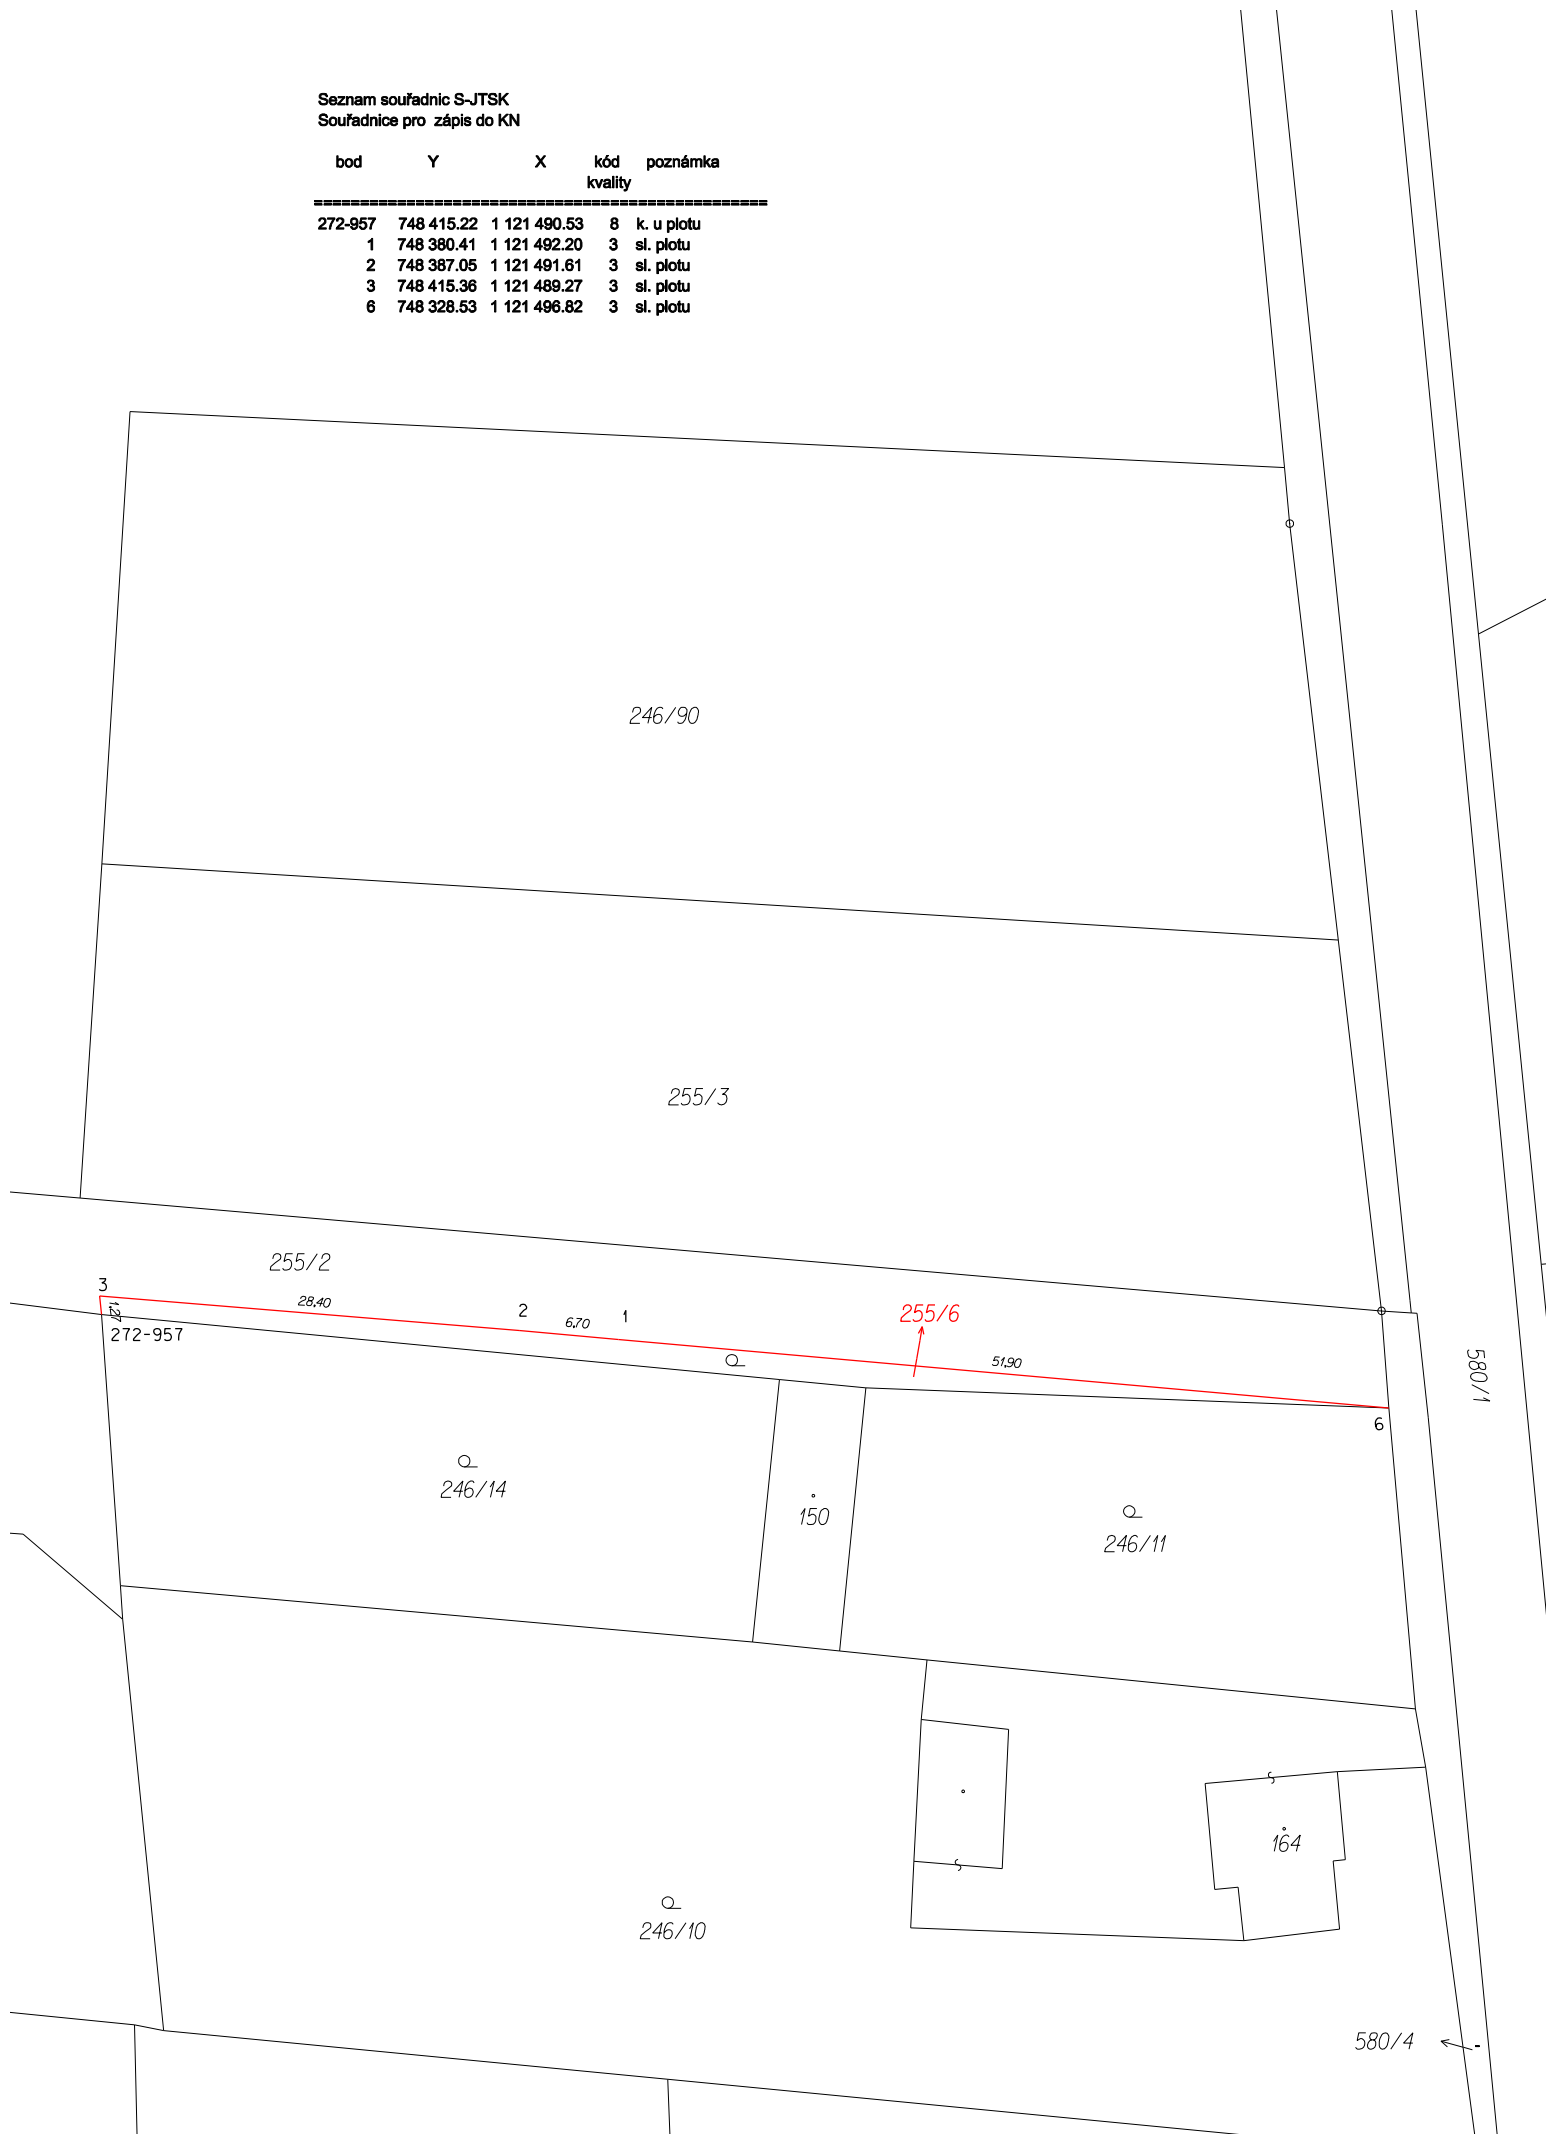 Seznam souřadnic S-JTSK
Souřadnice pro zápis do KN
bod Y X kód poznámka
kvality
=================================================
272-957 748 415.22 1 121 490.53 8 k. u plotu
1 748 380.41 1 121 492.20 3 sl. plotu
2 748 387.05 1 121 491.61 3 sl. plotu
3 748 415.36 1 121 489.27 3 sl. plotu
6 748 328.53 1 121 496.82 3 sl. plotu
246/90
255/3
255/2
3
28.40
2
6.70
1
255/6
51.90
1.27
272-957
580/1
6
246/14
150
246/11
164
246/10
580/4